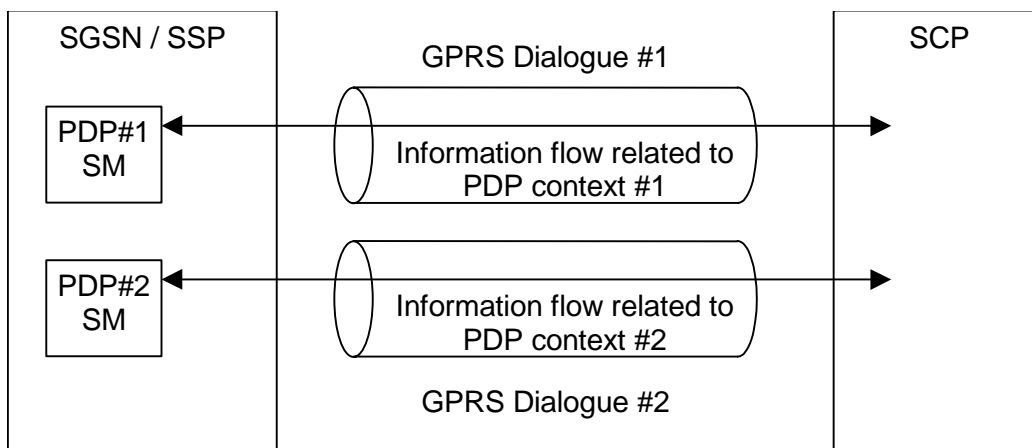 SGSN / SSP
GPRS Dialogue #1
SCP
PDP#1
SM
Information flow related to
PDP context #1
PDP#2
SM
Information flow related to
PDP context #2
GPRS Dialogue #2